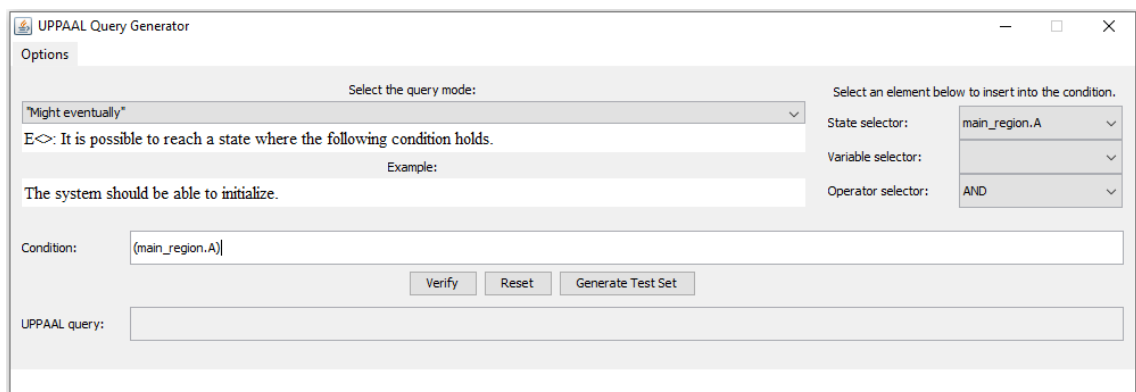 UPPAAL Query Generator
Options
Select the query mode:
"Might eventually"
E<>: It is possible to reach a state where the following condition holds.
Example:
The system should be able to initialize.
Select an element below to insert into the condition.
State selector: main_region.A
Variable selector:
Operator selector: AND
Condition: (main_region.A)
Verify Reset Generate Test Set
UPPAAL query: